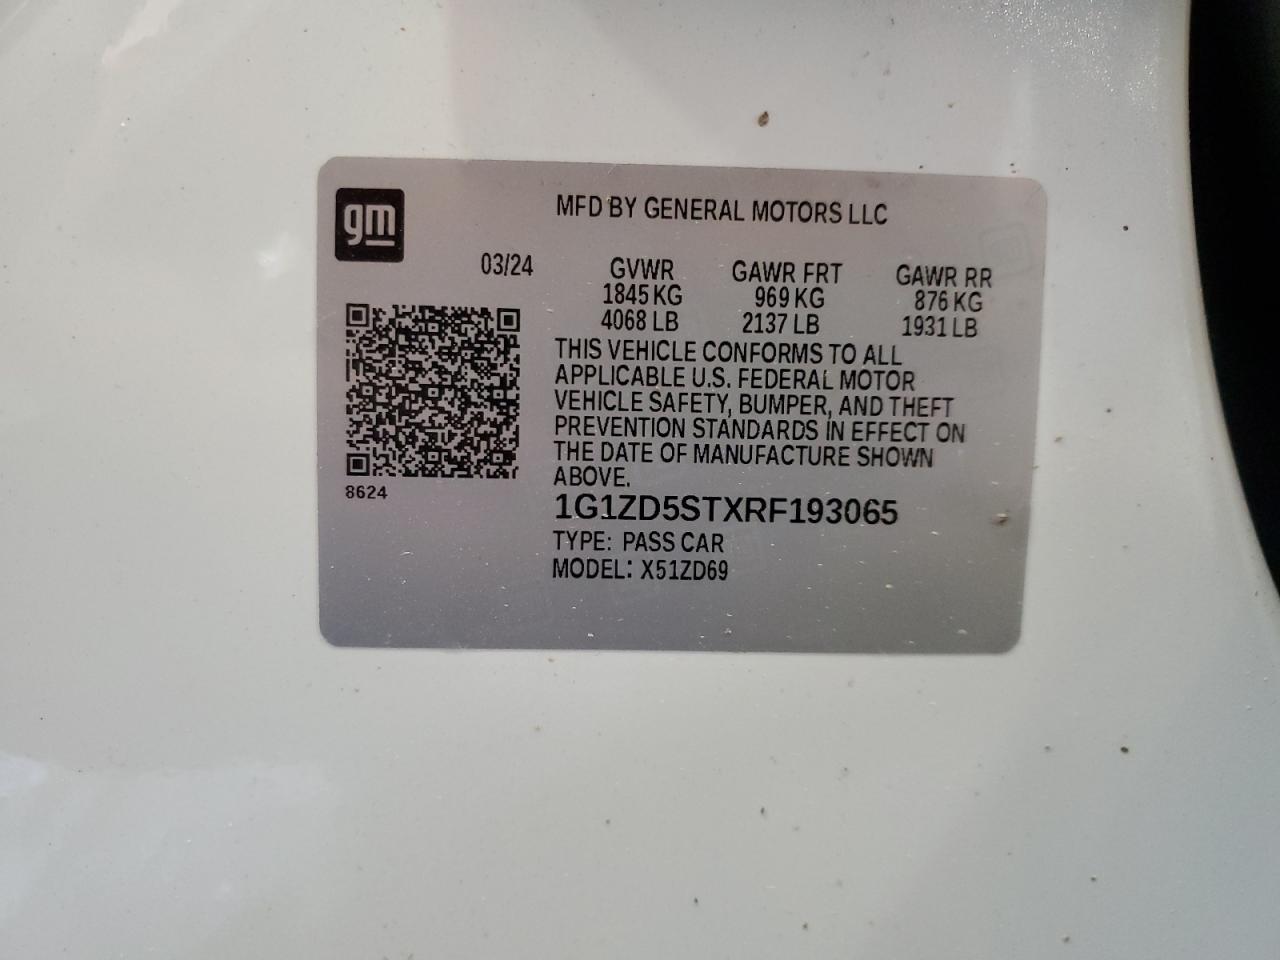 gm
MFD BY GENERAL MOTORS LLC
03/24 GVWR GAWR FRT GAWR RR
1845 KG 969 KG 876 KG
4068 LB 2137 LB 1931 LB
THIS VEHICLE CONFORMS TO ALL
APPLICABLE U.S. FEDERAL MOTOR
VEHICLE SAFETY, BUMPER, AND THEFT
PREVENTION STANDARDS IN EFFECT ON
THE DATE OF MANUFACTURE SHOWN
ABOVE.
8624
1G1ZD5STXRF193065
TYPE: PASS CAR
MODEL: X51ZD69